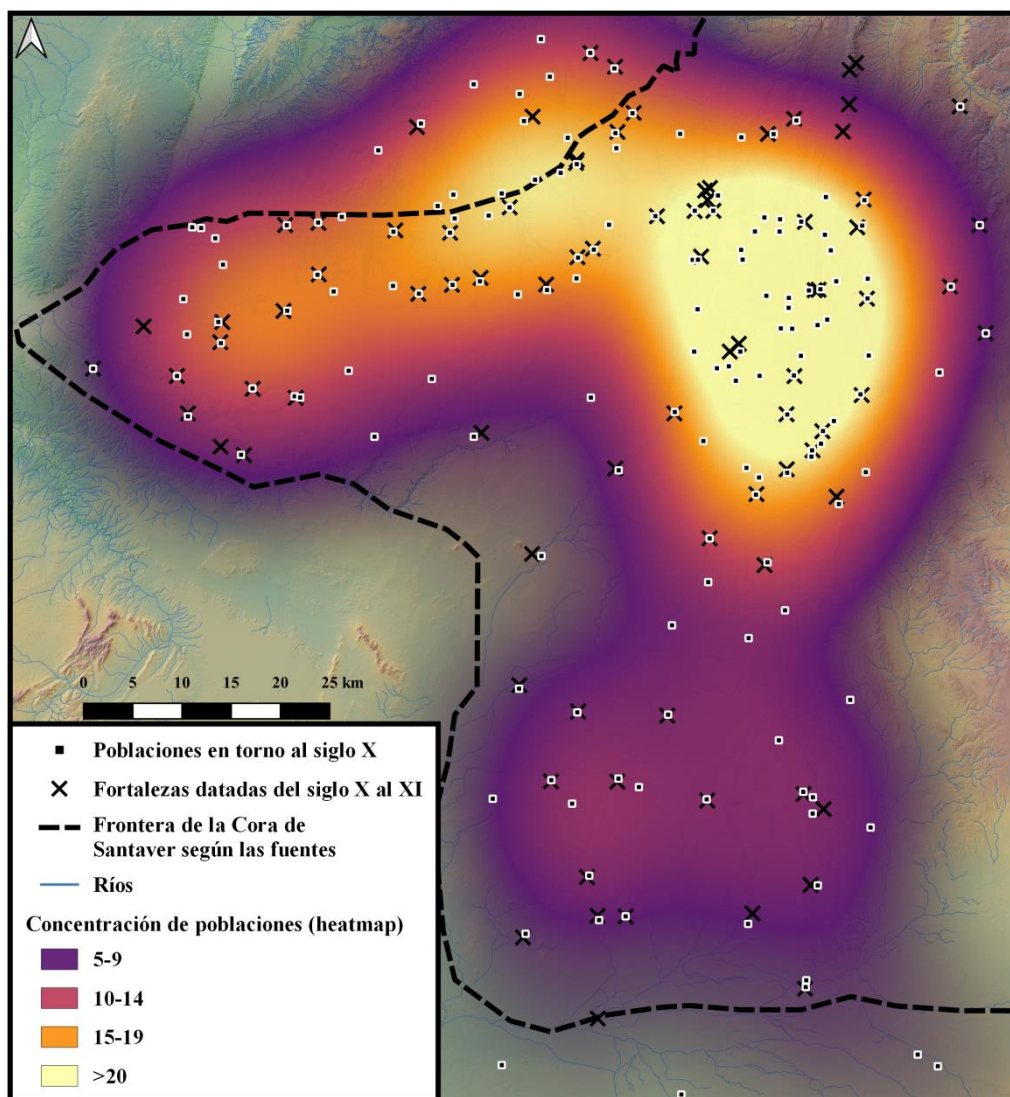 0 5 10 15 20 25 km
Poblaciones en torno al siglo X
Fortalezas datadas del siglo X al XI
Frontera de la Cora de
Santaver según las fuentes
Ríos
Concentración de poblaciones (heatmap)
5-9
10-14
15-19
>20